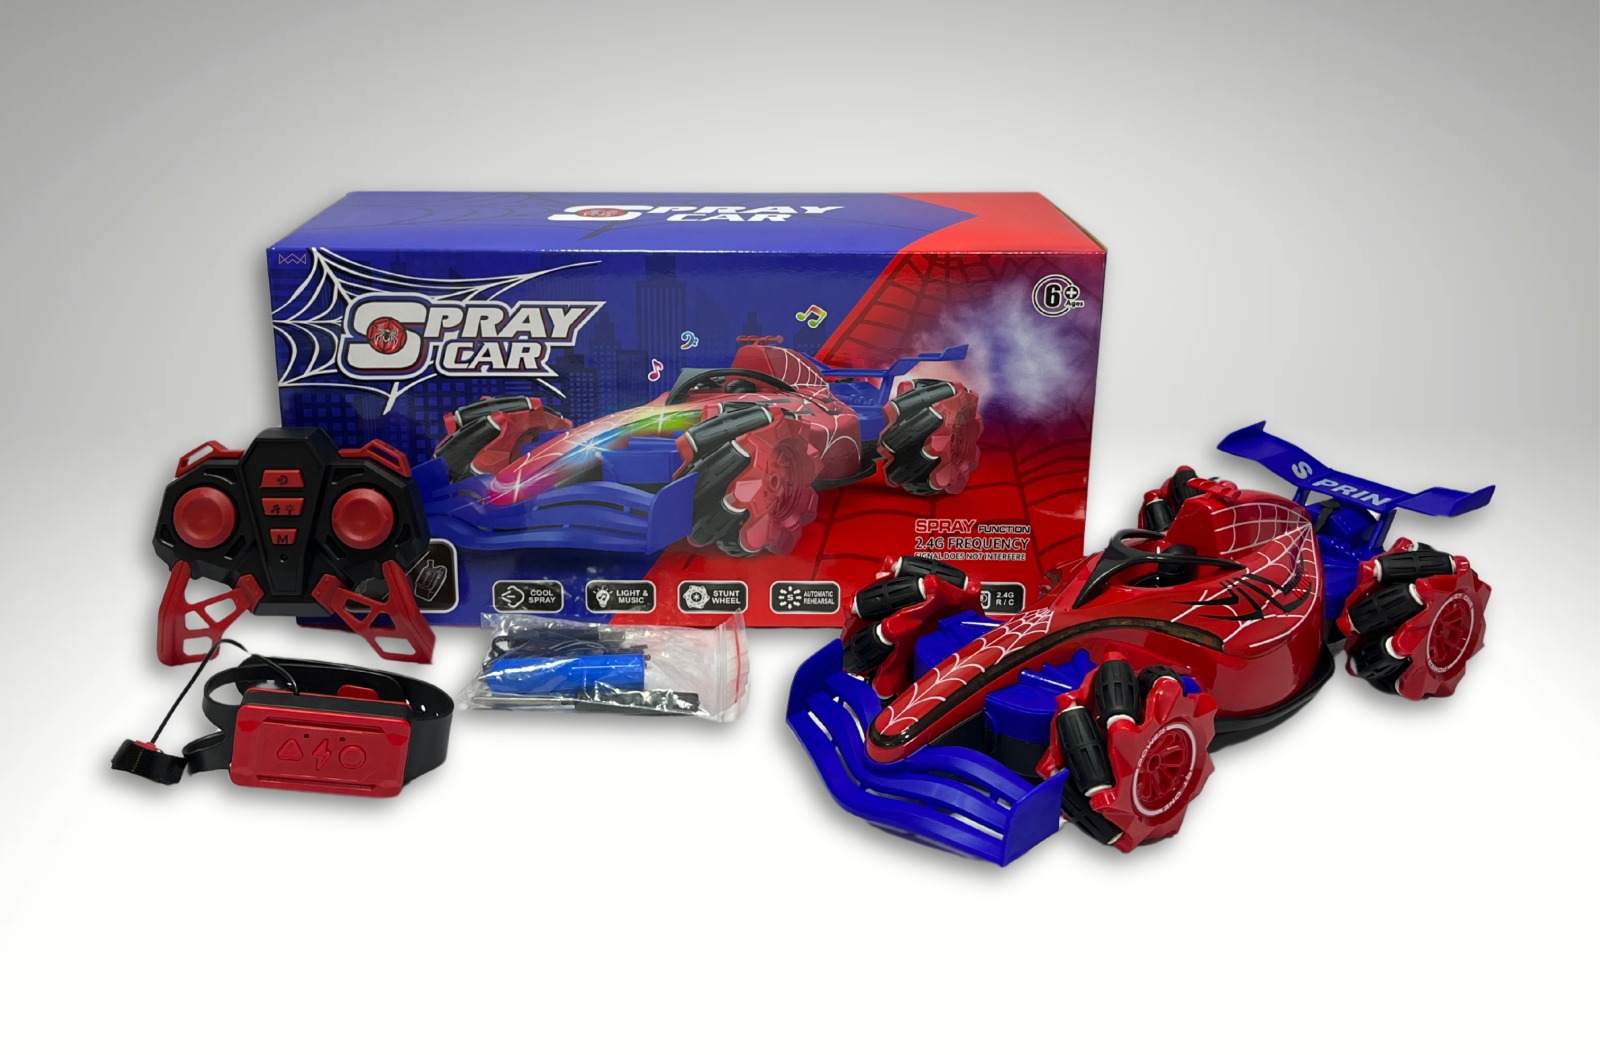 SPRAY
CAR
SPRAY
CAR
6+
Ages
SPRAY FUNCTION
2.4G FREQUENCY
SIGNAL DOES NOT INTERFERE
COOL
SPRAY
LIGHT &
MUSIC
STUNT
WHEEL
S
AUTOMATIC
REHEARSAL
2.4G
R / C
M
S PRIN
POWER